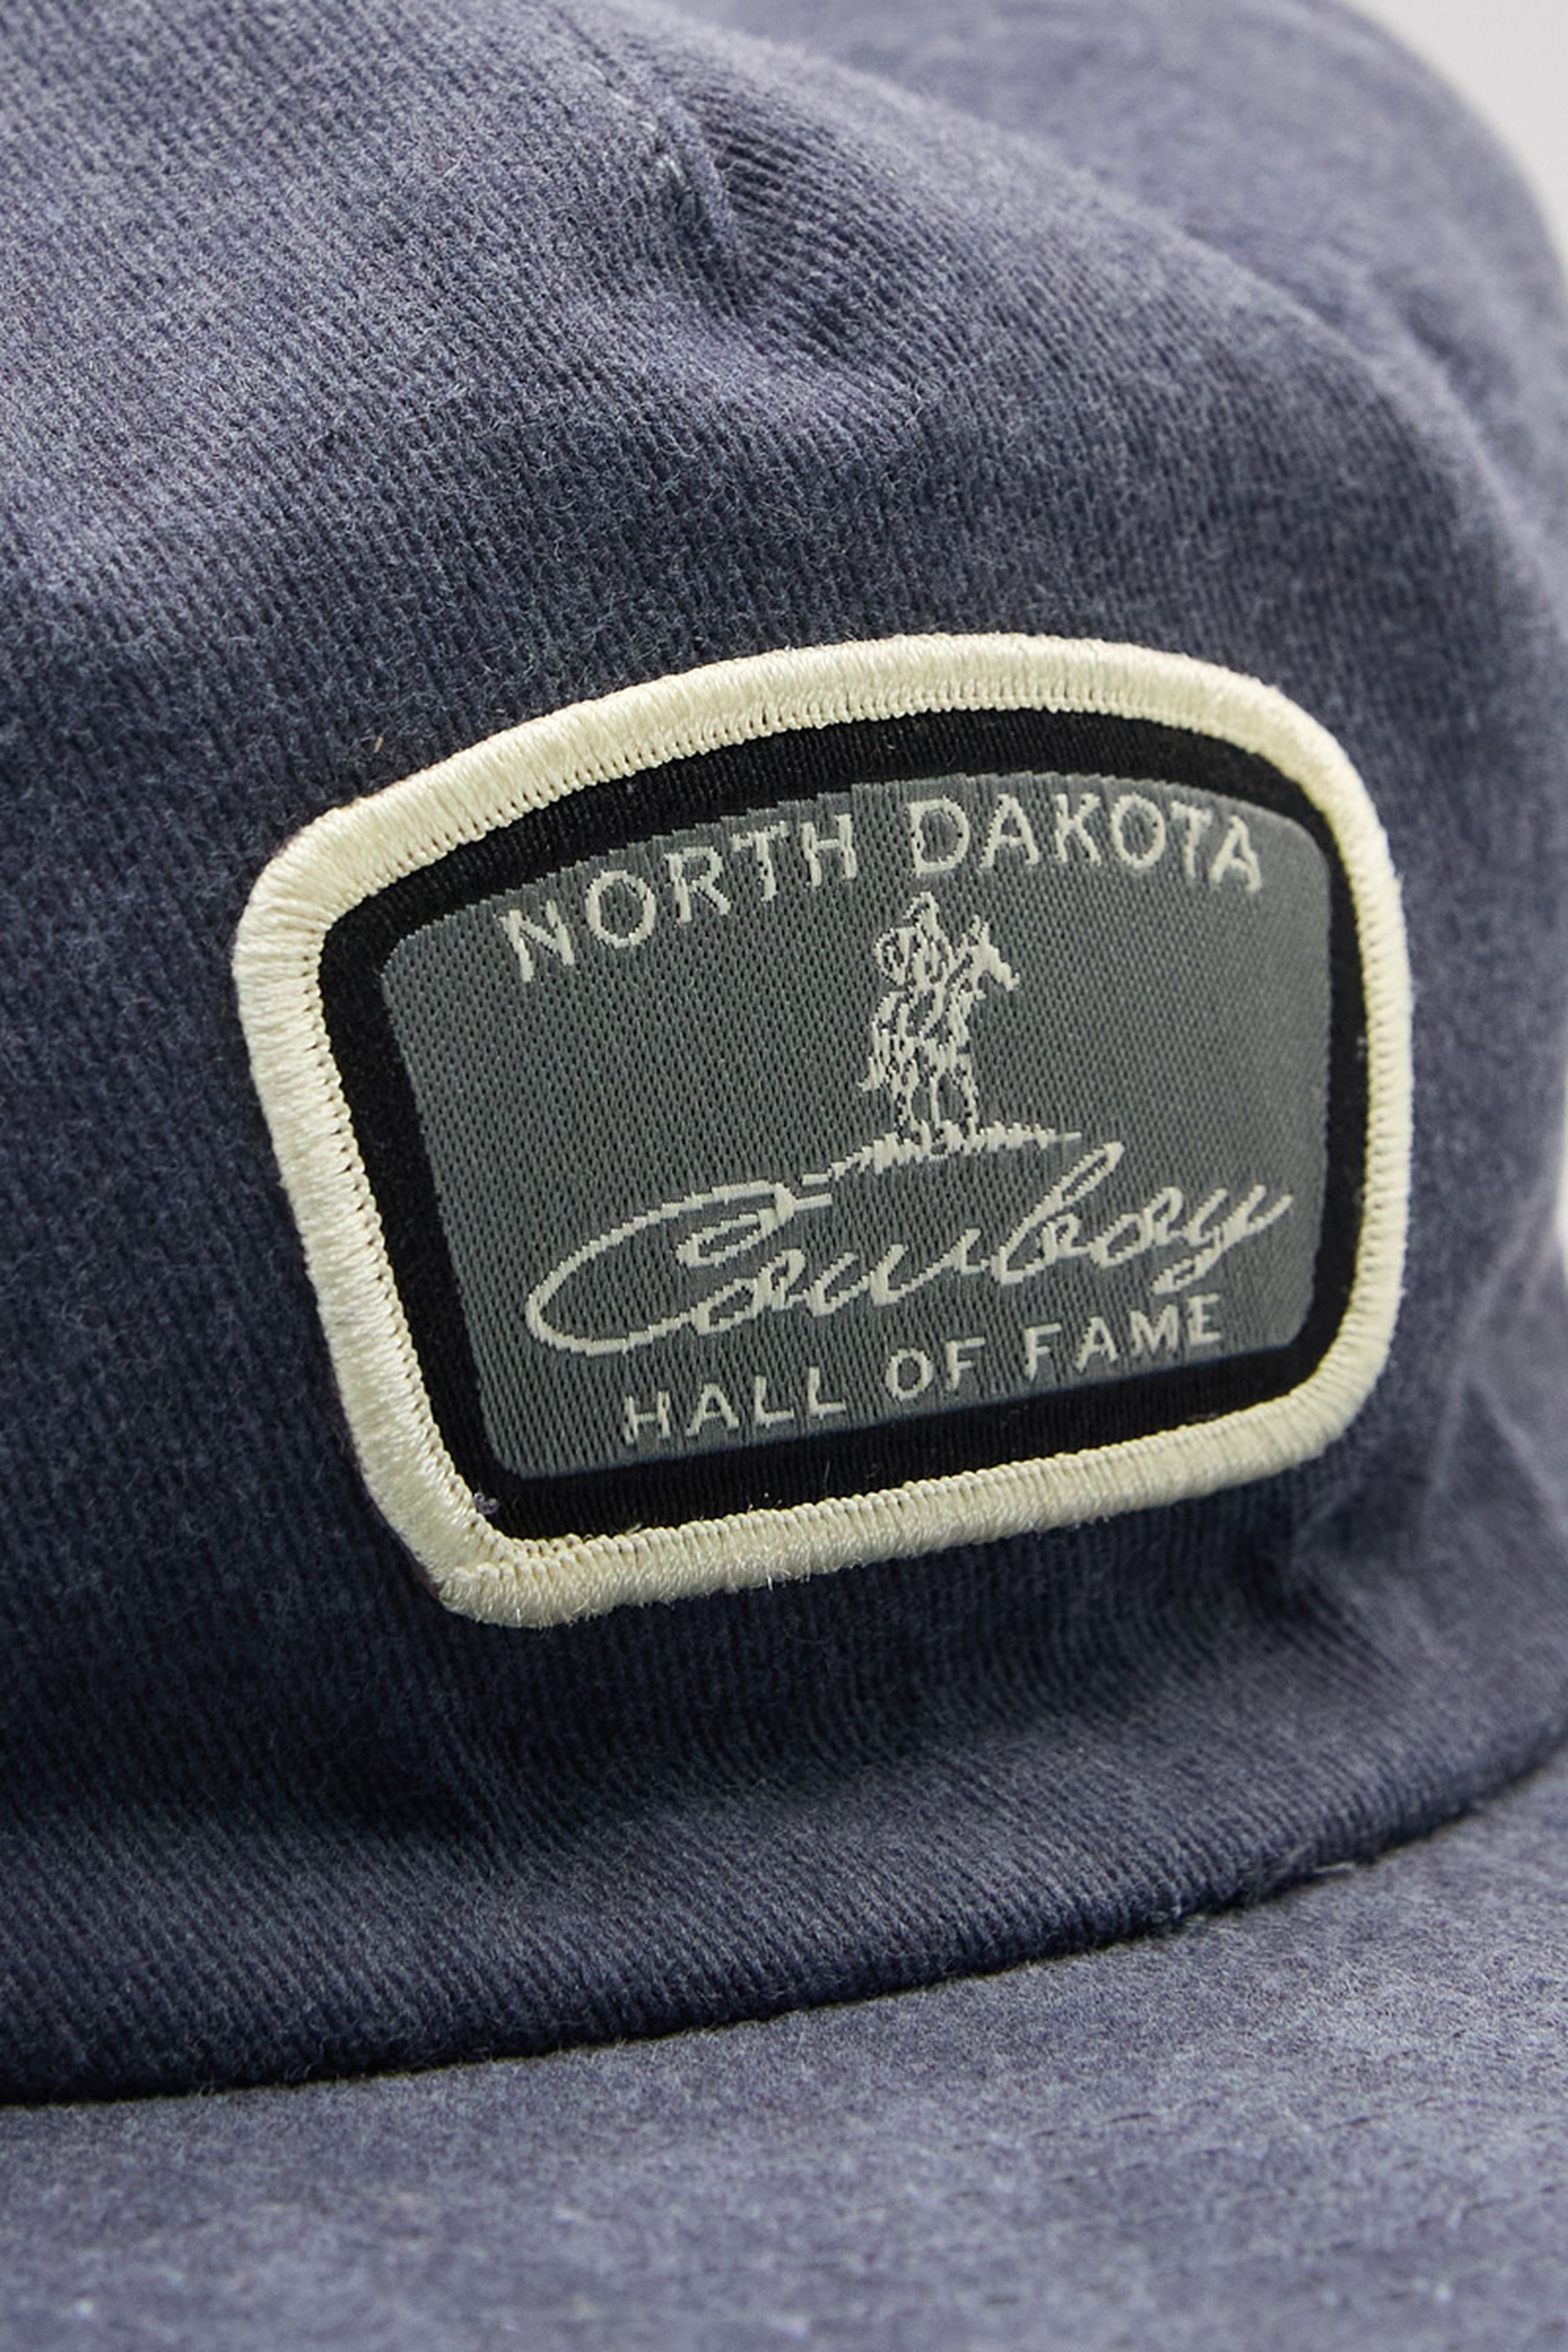 NORTH DAKOTA
Cowboy
HALL OF FAME